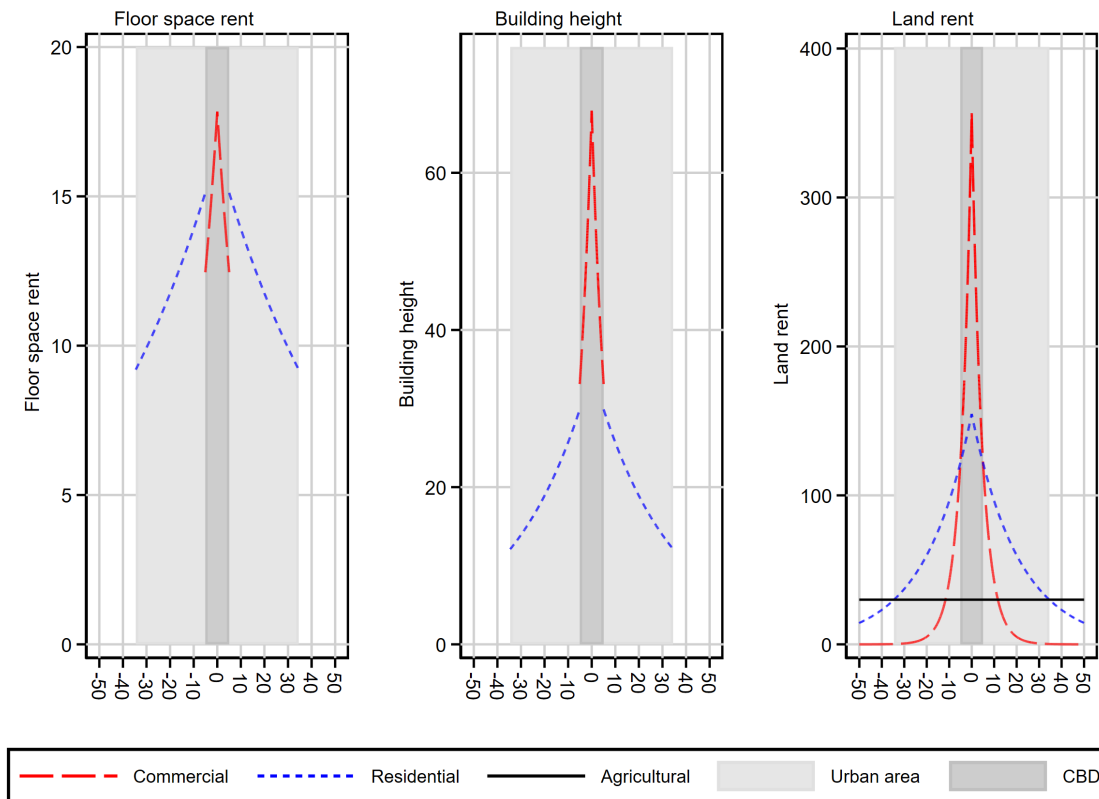 Floor space rent
Building height
Land rent
Floor space rent
20
15
10
5
0
-50 -40 -30 -20 -10 0 10 20 30 40 50
Building height
60
40
20
0
-50 -40 -30 -20 -10 0 10 20 30 40 50
Land rent
400
300
200
100
0
-50 -40 -30 -20 -10 0 10 20 30 40 50
Commercial Residential Agricultural Urban area CBD